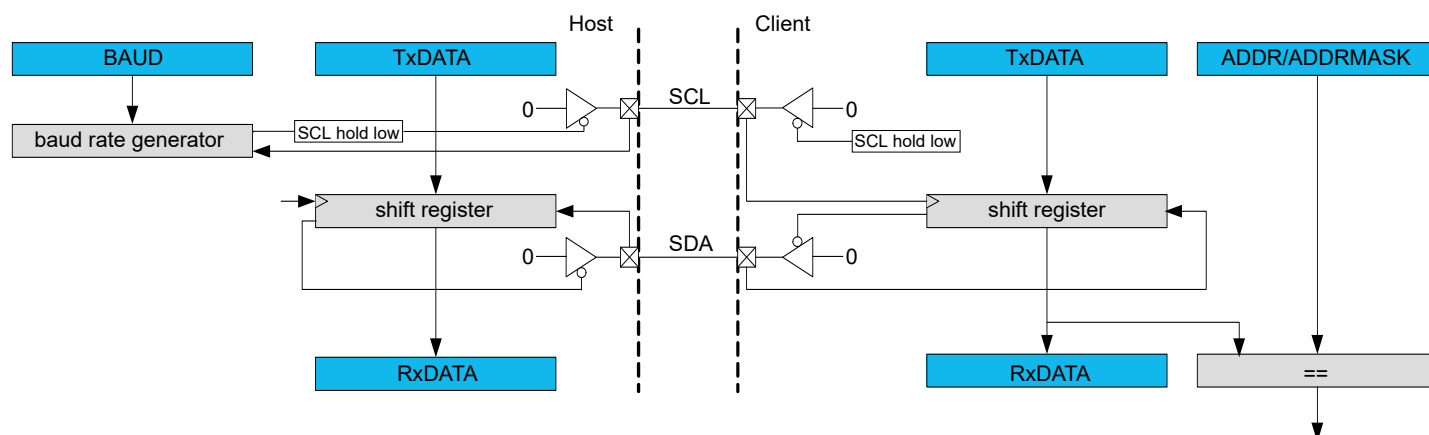 Host
Client
BAUD
TxDATA
TxDATA
ADDR/ADDRMASK
0
SCL
0
baud rate generator
SCL hold low
SCL hold low
shift register
shift register
0
SDA
0
RxDATA
RxDATA
==